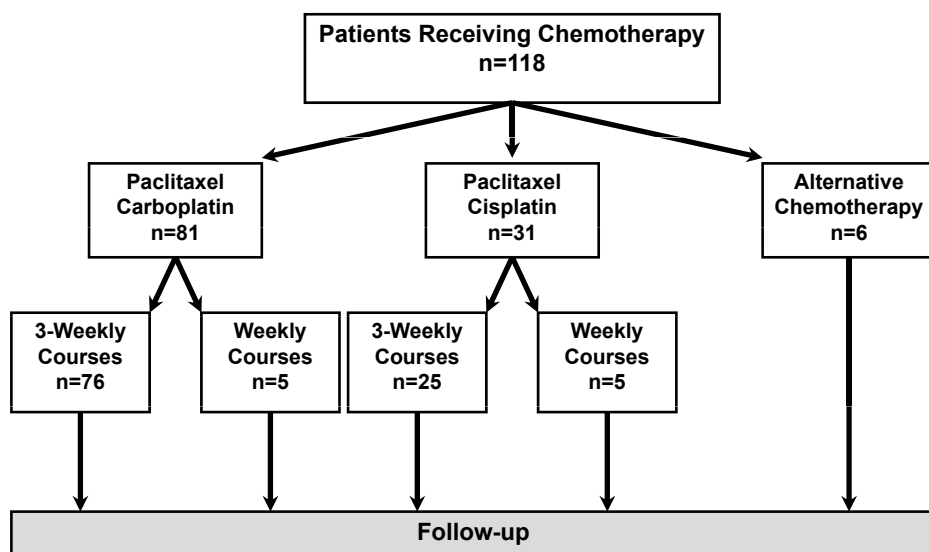 Patients Receiving Chemotherapy
n=118
Paclitaxel
Carboplatin
n=81
Paclitaxel
Cisplatin
n=31
Alternative
Chemotherapy
n=6
3-Weekly
Courses
n=76
Weekly
Courses
n=5
3-Weekly
Courses
n=25
Weekly
Courses
n=5
Follow-up